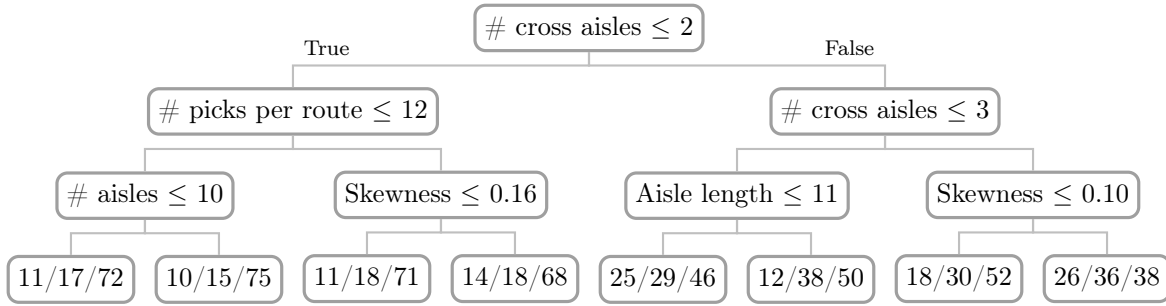 # cross aisles ≤ 2
True
False
# picks per route ≤ 12
# cross aisles ≤ 3
# aisles ≤ 10
Skewness ≤ 0.16
Aisle length ≤ 11
Skewness ≤ 0.10
11/17/72
10/15/75
11/18/71
14/18/68
25/29/46
12/38/50
18/30/52
26/36/38